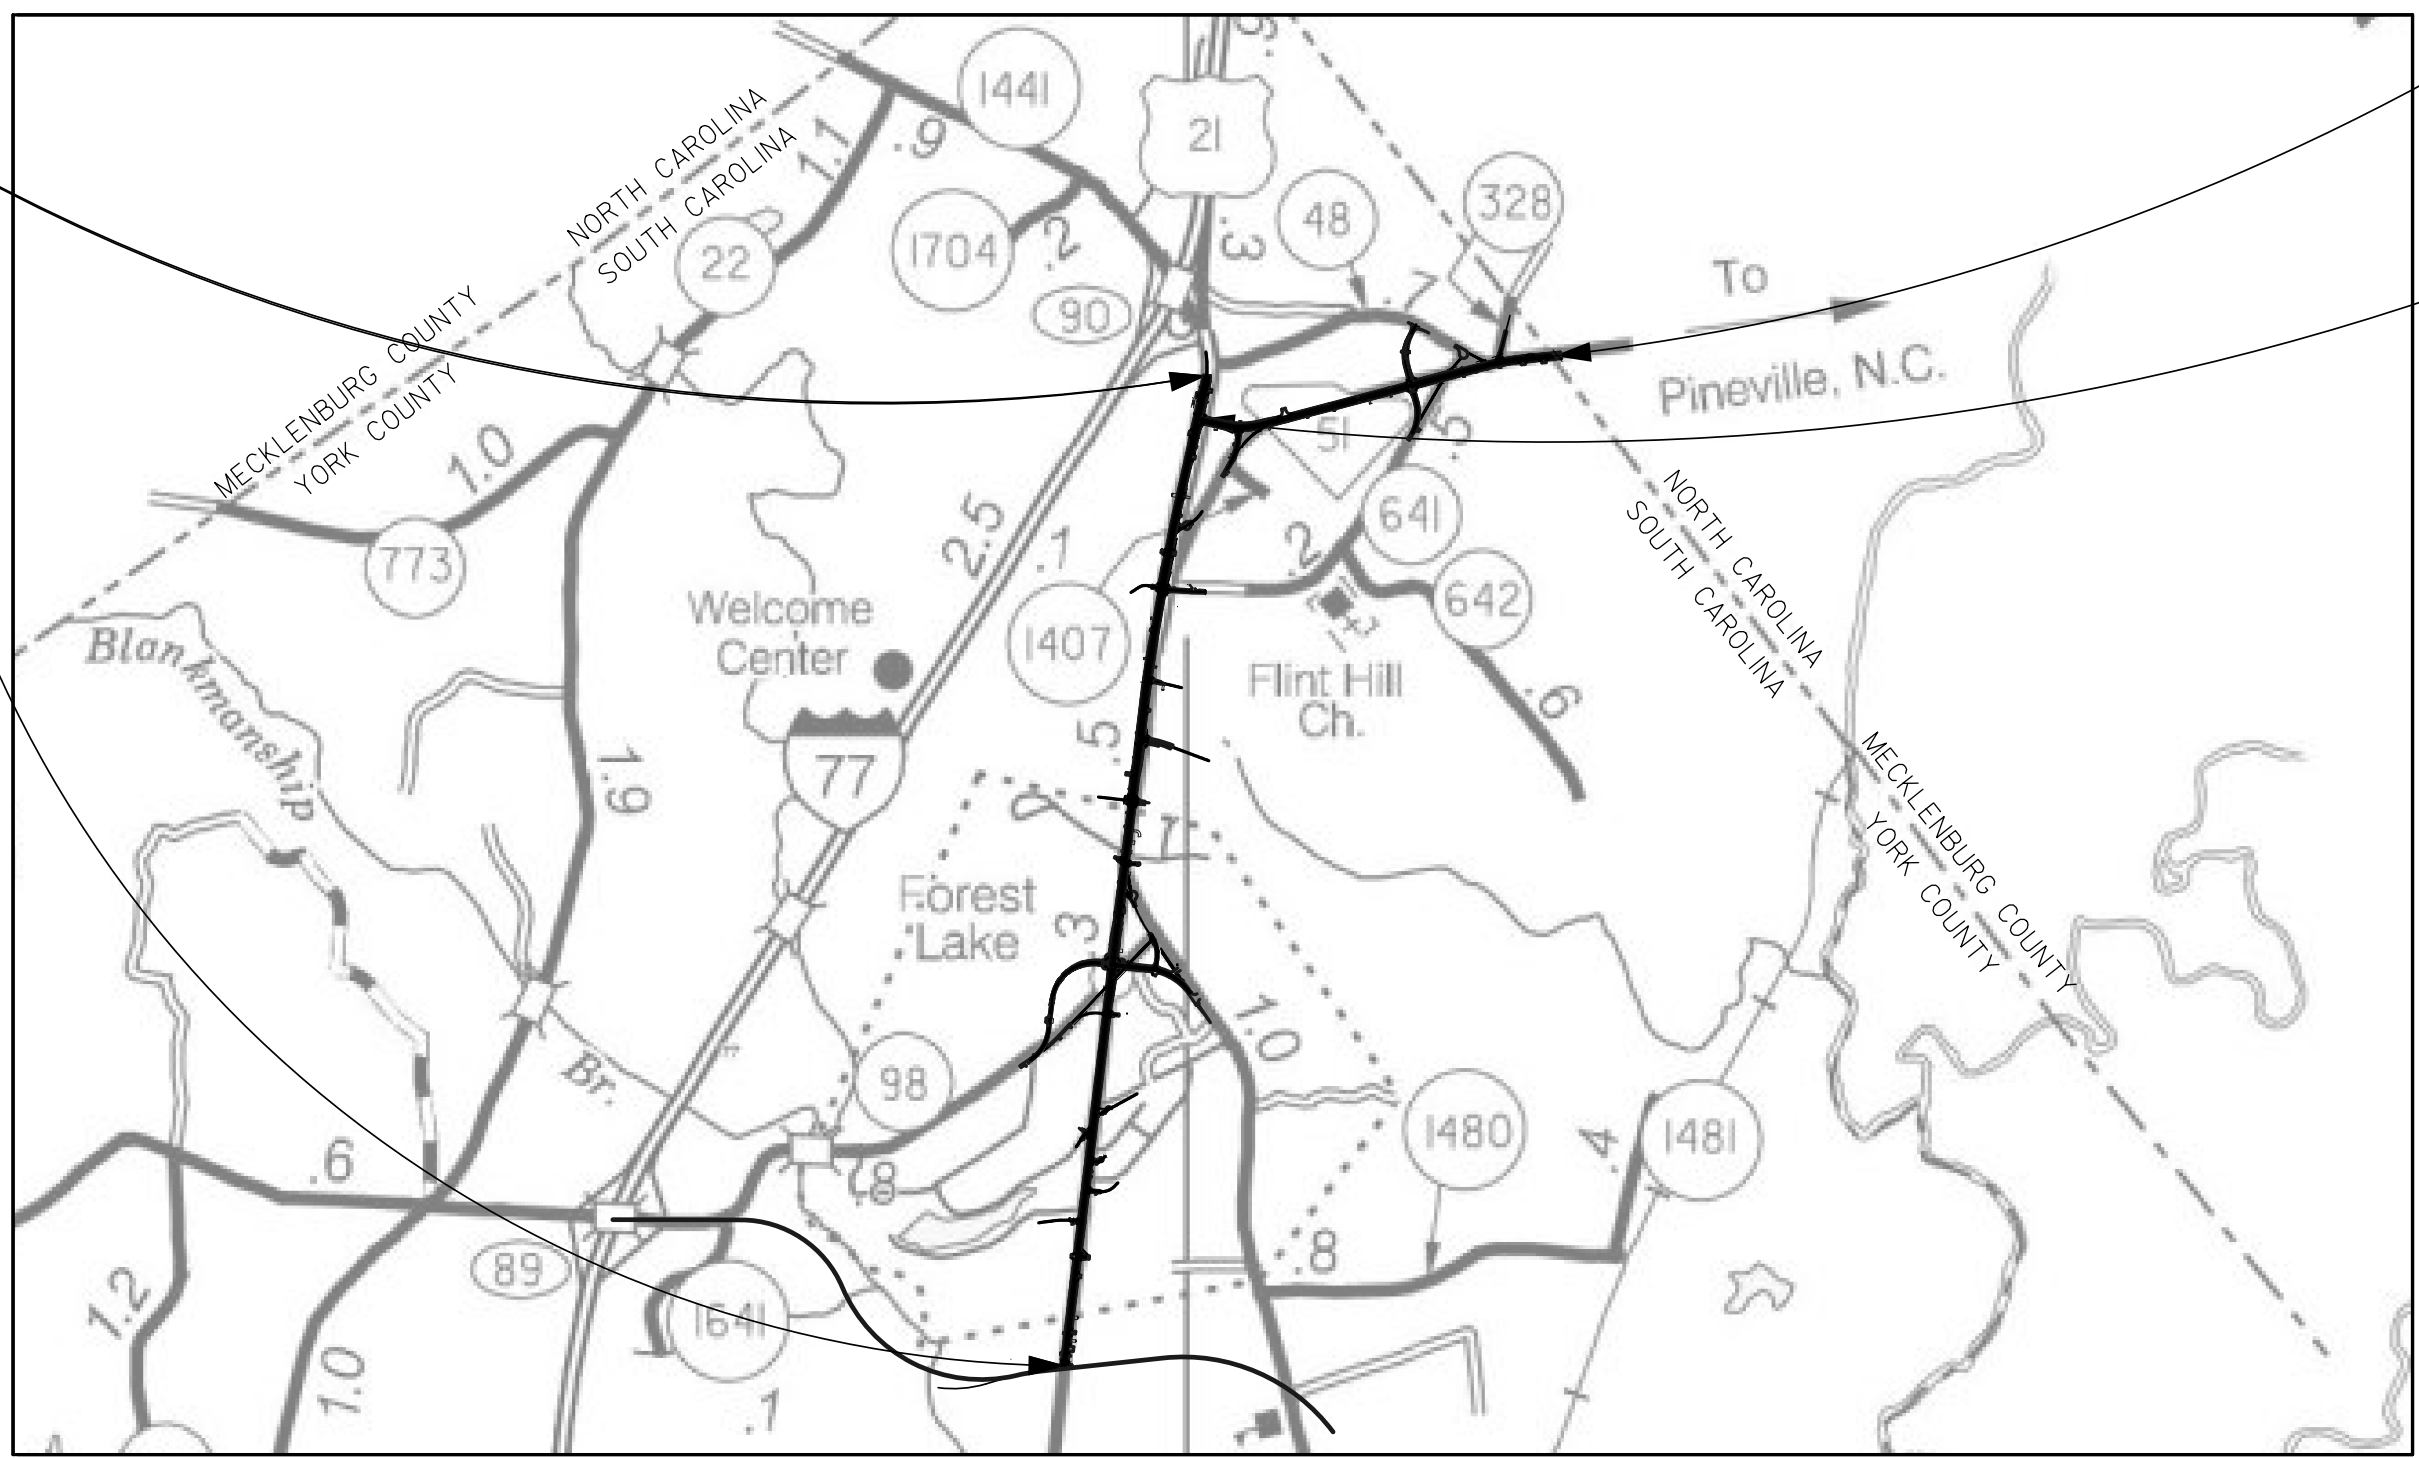 1441
21
.9
1.1
NORTH CAROLINA
SOUTH CAROLINA
22
1704
.2
.3
48
328
.7
To
90
Pineville, N.C.
MECKLENBURG COUNTY
YORK COUNTY
1.0
51
.5
641
773
2.5
.1
.2
642
NORTH CAROLINA
SOUTH CAROLINA
Welcome
Center
1407
Flint Hill
Ch.
.6
Blankmanship
77
.5
1.9
MECKLENBURG COUNTY
YORK COUNTY
Forest
Lake
.3
1.0
Br.
98
1480
.4
1481
.6
.8
.8
89
1641
1.2
1.0
.1